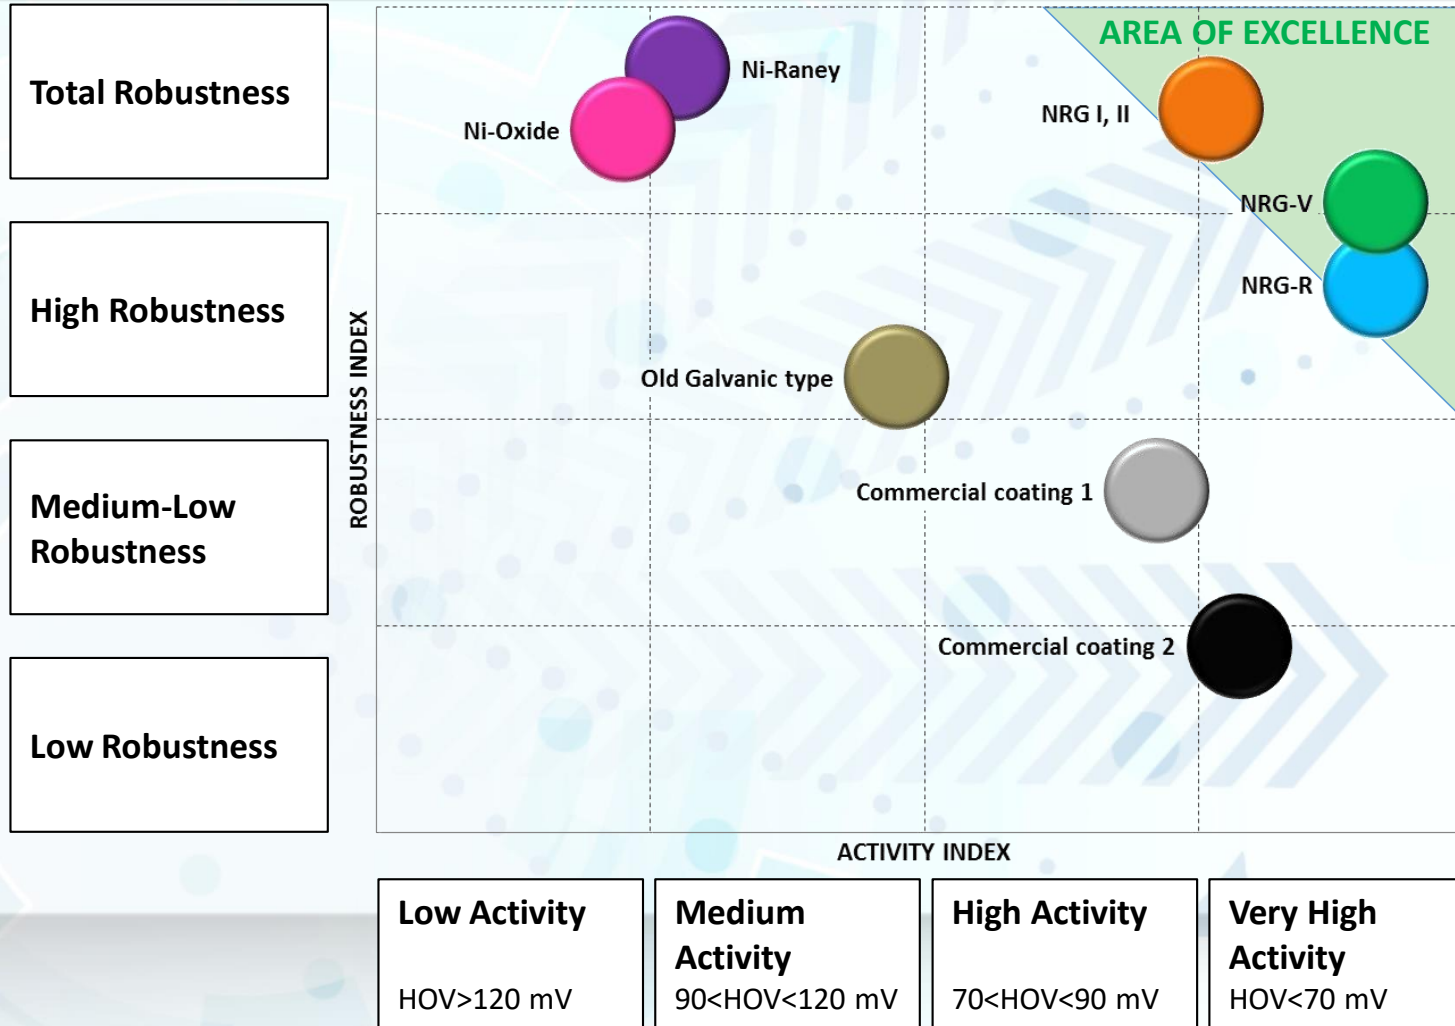 AREA OF EXCELLENCE
Total Robustness
Ni-Raney
Ni-Oxide
NRG I, II
NRG-V
High Robustness
NRG-R
ROBUSTNESS INDEX
Old Galvanic type
Medium-Low
Robustness
Commercial coating 1
Commercial coating 2
Low Robustness
ACTIVITY INDEX
Low Activity
HOV>120 mV
Medium
Activity
90<HOV<120 mV
High Activity
70<HOV<90 mV
Very High
Activity
HOV<70 mV